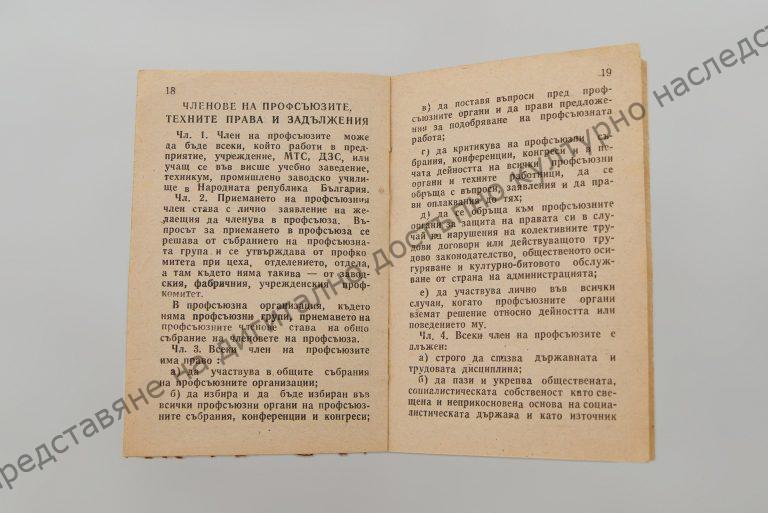 18
ЧЛЕНОВЕ НА ПРОФСЪЮЗИТЕ,
ТЕХНИТЕ ПРАВА И ЗАДЪЛЖЕНИЯ
Чл. 1. Член на профсъюзите може
да бъде всеки, който работи в пред-
приятие, учреждение, МТС, ДЗС, или
учащ се във висше учебно заведение,
техникум, промишлено заводско учили-
ще в Народната република България.
Чл. 2. Приемането на профсъюзния
член става с лично заявление на же-
лаещия да членува в профсъюза. Въ-
просът за приемането в профсъюза се
решава от събранието на профсъюзна-
та група и се утвърждава от профко
митета при цеха, отделението, отдела,
а там където няма такива — от завод-
ския, фабричния, учрежденския проф-
комитет.
В профсъюзна организация, където
няма профсъюзни групи, приемането на
профсъюзните членове става на общо
събрание на членовете на профсъюза.
Чл. 3. Всеки член на профсъюзите
има право:
а) да участвува в общите събрания
на профсъюзните организации;
б) да избира и да бъде избиран във
всички профсъюзни органи на профсъюз-
ните събрания, конференции и конгреси;
19
в) да поставя въпроси пред проф-
съюзните органи и да прави предложе-
ния за подобряване на профсъюзната
работа;
г) да критикува на профсъюзни съ-
брания, конференции, конгреси и в пе-
чата дейността на всички профсъюзни
органи и техните работници, да се
обръща с въпроси, заявления и да пра-
ви оплаквания до тях;
д) да се обръща към профсъюзните
органи за защита на правата си в слу-
чай на нарушения на колективните тру-
дови договори или действуващото тру-
дово законодателство, общественото оси-
гуряване и културно-битовото обслуж-
ване от страна на администрацията;
е) да участвува лично във всички
случаи, когато профсъюзните органи
вземат решение относно дейността или
поведението му.
Чл. 4. Всеки член на профсъюзите е
длъжен:
а) строго да спазва държавната и
трудовата дисциплина;
б) да пази и укрепва обществената,
социалистическата собственост като све-
щена и неприкосновена основа на социа-
листическата държава и като източник
представяне на дигитално достъпно културно наследст